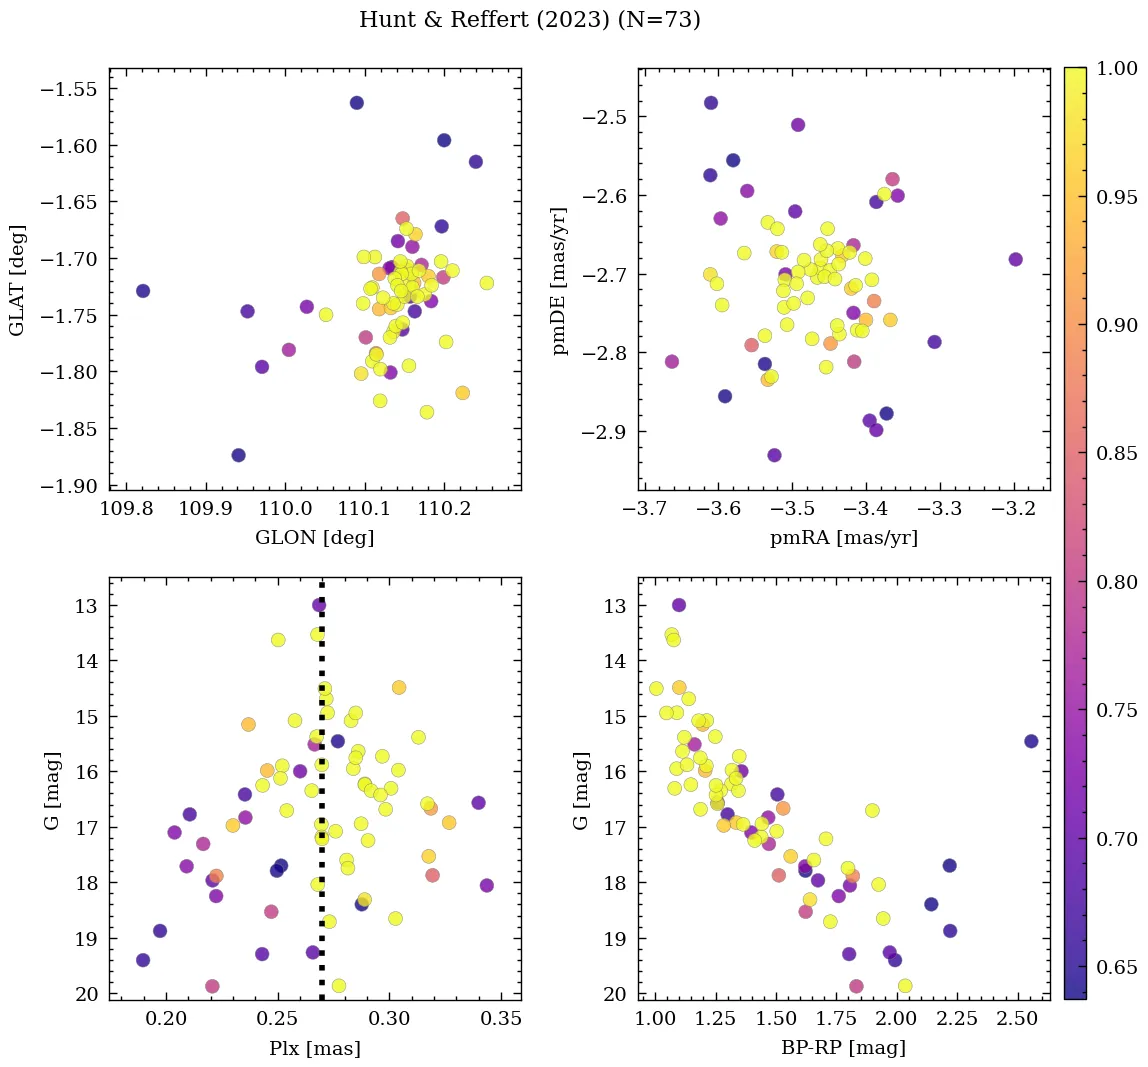 Hunt & Reffert (2023) (N=73)
−1.55
−1.60
−1.65
−1.70
−1.75
−1.80
−1.85
−1.90
GLAT [deg]
109.8 109.9 110.0 110.1 110.2
GLON [deg]
−2.5
−2.6
−2.7
−2.8
−2.9
pmDE [mas/yr]
−3.7 −3.6 −3.5 −3.4 −3.3 −3.2
pmRA [mas/yr]
13
14
15
16
17
18
19
20
G [mag]
0.20 0.25 0.30 0.35
Plx [mas]
13
14
15
16
17
18
19
20
G [mag]
1.00 1.25 1.50 1.75 2.00 2.25 2.50
BP-RP [mag]
1.00
0.95
0.90
0.85
0.80
0.75
0.70
0.65